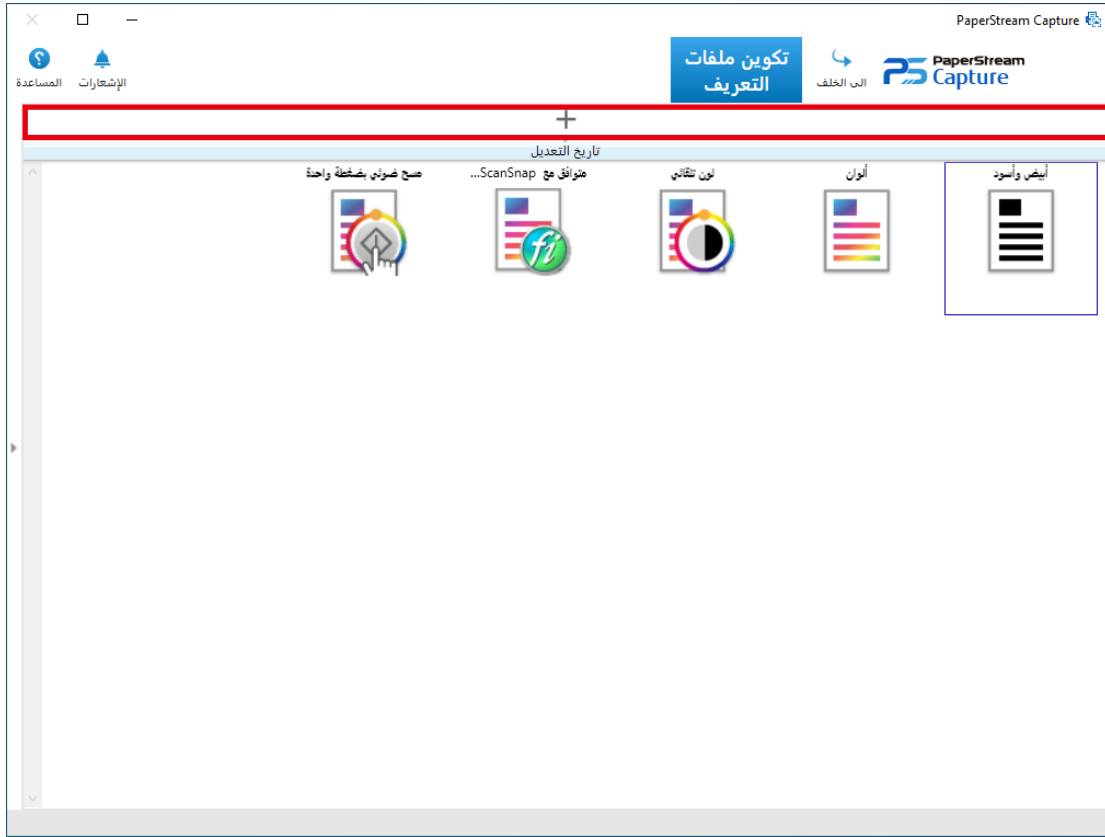 PaperStream Capture
PaperStream
Capture
الى الخلف
تكوين ملفات
التعريف
الإشعارات
المساعدة
تاريخ التعديل
أبيض وأسود
ألوان
لون تلقائي
متوافق مع ScanSnap...
مسح ضوئي بضغطة واحدة